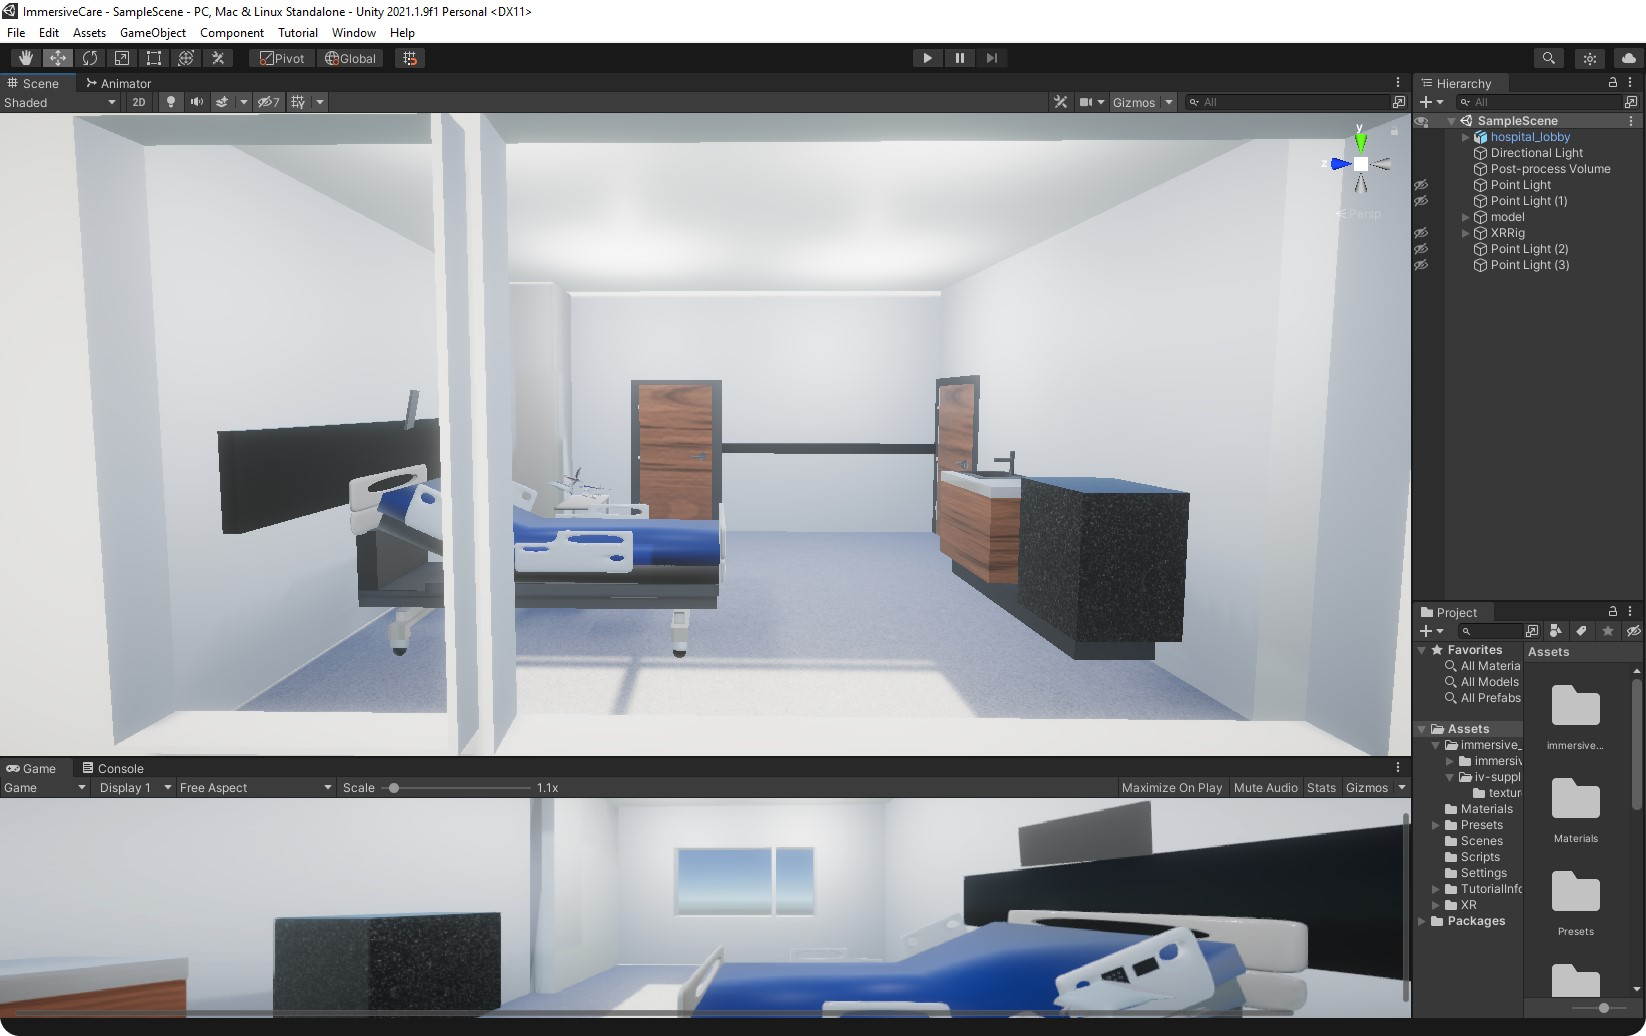 ImmersiveCare - SampleScene - PC, Mac & Linux Standalone - Unity 2021.1.9f1 Personal <DX11>
File Edit Assets GameObject Component Tutorial Window Help
Pivot Global
Scene Animator
Shaded 2D 7 Gizmos All
y
z
Persp
Hierarchy
All
SampleScene
hospital_lobby
Directional Light
Post-process Volume
Point Light
Point Light (1)
model
XRRig
Point Light (2)
Point Light (3)
Game Console
Game Display 1 Free Aspect Scale 1.1x Maximize On Play Mute Audio Stats Gizmos
Project
Favorites
All Materia
All Models
All Prefabs
Assets
immersive_
immersiv
iv-suppl
textur
Materials
Presets
Scenes
Scripts
Settings
TutorialInfo
XR
Packages
Assets
immersive...
Materials
Presets